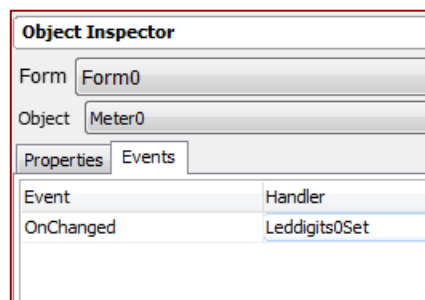 Object Inspector
Form Form0
Object Meter0
Properties Events
Event Handler
OnChanged Leddigits0Set